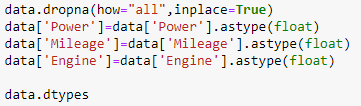 data.dropna(how="all",inplace=True)
data['Power']=data['Power'].astype(float)
data['Mileage']=data['Mileage'].astype(float)
data['Engine']=data['Engine'].astype(float)
data.dtypes